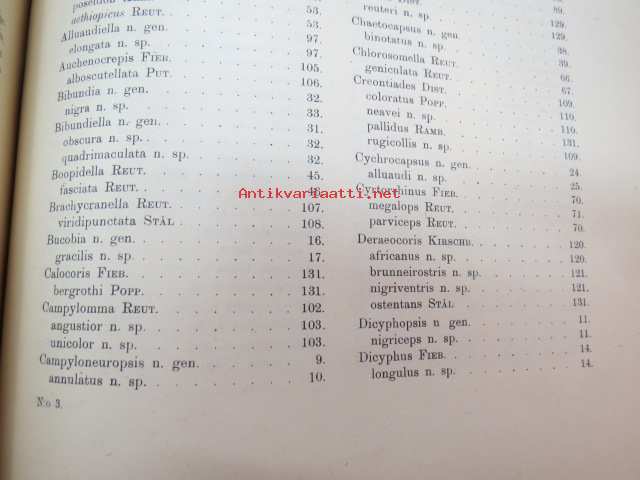 aethiopicus REUT. 53.
Alluandiella n. gen. 53.
elongata n. sp. 97.
Auchenocrepis FIEB. 97.
alboscutellata PUT. 105.
Bibundia n. gen. 106.
nigra n. sp. 32.
Bibundiella n. gen. 33.
obscura n. sp. 31.
quadrimaculata n. sp. 32.
Boopidella REUT. 32.
fasciata REUT. 45.
Brachycranella REUT.
viridipunctata STÅL 107.
Bucobia n. gen. 108.
gracilis n. sp. 16.
Calocoris FIEB. 17.
bergrothi POPP. 131.
Campylomma REUT. 131.
angustior n. sp. 102.
unicolor n. sp. 103.
Campyloneuropsis n. gen. 103.
annulatus n. sp. 9.
10.
N:o 3.
reuteri n. sp. 89.
Chaetocapsus n. gen. 129.
binotatus n. sp. 129.
Chlorosomella REUT. 38.
geniculata REUT. 39.
Creontiades DIST. 66.
coloratus POPP. 67.
neavei n. sp. 109.
pallidus RAMB. 110.
rugicollis n. sp. 110.
Cychrocapsus n. gen. 131.
alluaudi n. sp. 109.
Cyrtorhinus FIEB. 24.
megalops REUT. 25.
parviceps REUT. 70.
Deraeocoris KIRSCHB. 71.
africanus n. sp. 70.
brunneirostris n. sp. 120.
nigriventris n. sp. 120.
ostentans STÅL 121.
Dicyphopsis n gen. 121.
nigriceps n. sp. 131.
Dicyphus FIEB. 11.
longulus n. sp. 11.
14.
14.
Antikvariaatti.net